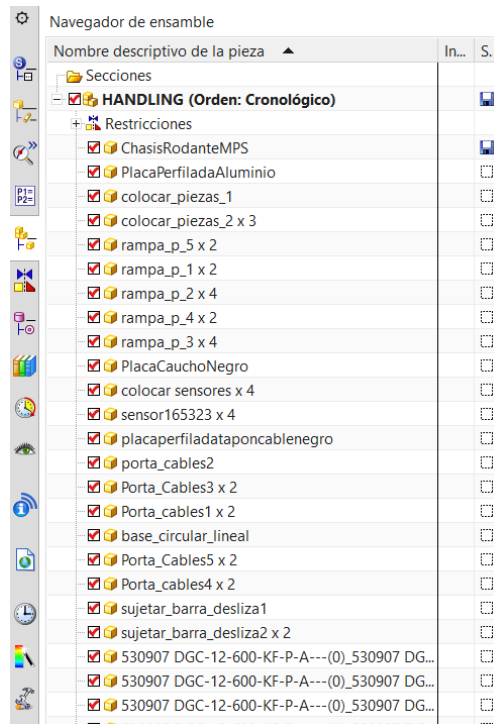 Navegador de ensamble
Nombre descriptivo de la pieza In... S.
Secciones
HANDLING (Orden: Cronológico)
Restricciones
ChasisRodanteMPS
PlacaPerfiladaAluminio
P1=
P2=
colocar_piezas_1
colocar_piezas_2 x 3
rampa_p_5 x 2
rampa_p_1 x 2
rampa_p_2 x 4
rampa_p_4 x 2
rampa_p_3 x 4
PlacaCauchoNegro
colocar sensores x 4
sensor165323 x 4
placaperfiladataponcablenegro
porta_cables2
Porta_Cables3 x 2
Porta_cables1 x 2
base_circular_lineal
Porta_Cables5 x 2
Porta_cables4 x 2
sujetar_barra_desliza1
sujetar_barra_desliza2 x 2
530907 DGC-12-600-KF-P-A---(0)_530907 DG...
530907 DGC-12-600-KF-P-A---(0)_530907 DG...
530907 DGC-12-600-KF-P-A---(0)_530907 DG...